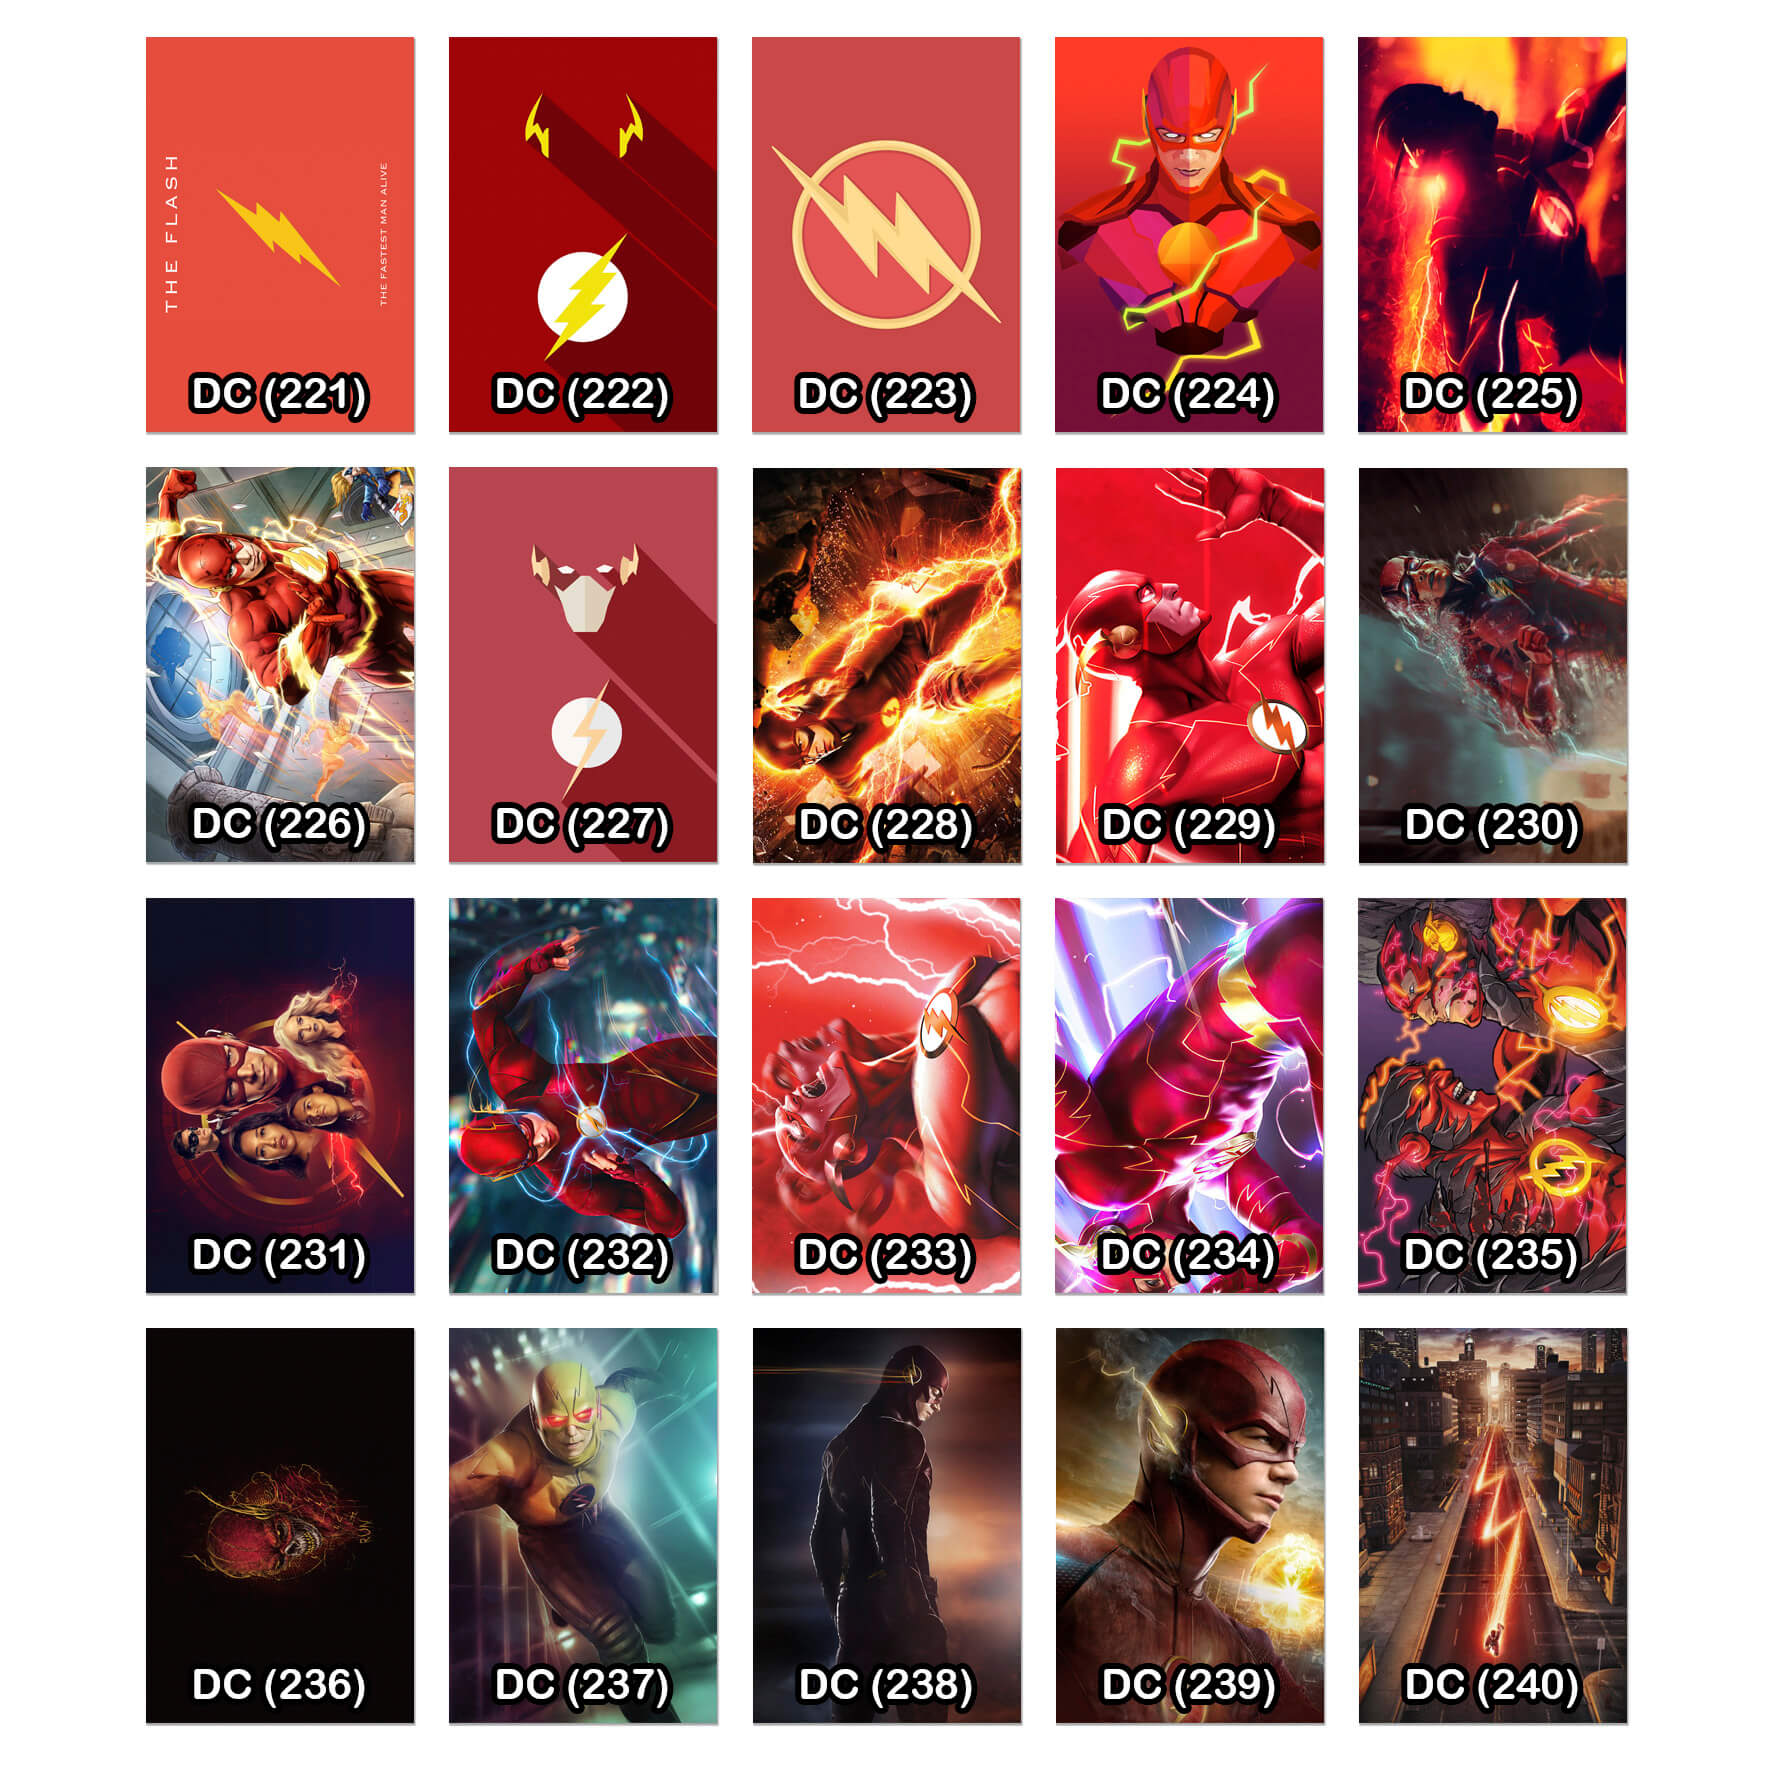 THE FLASH
THE FASTEST MAN ALIVE
DC (221)
DC (222)
DC (223)
DC (224)
DC (225)
DC (226)
DC (227)
DC (228)
DC (229)
DC (230)
DC (231)
DC (232)
DC (233)
DC (234)
DC (235)
RUN
DC (236)
DC (237)
DC (238)
DC (239)
DC (240)